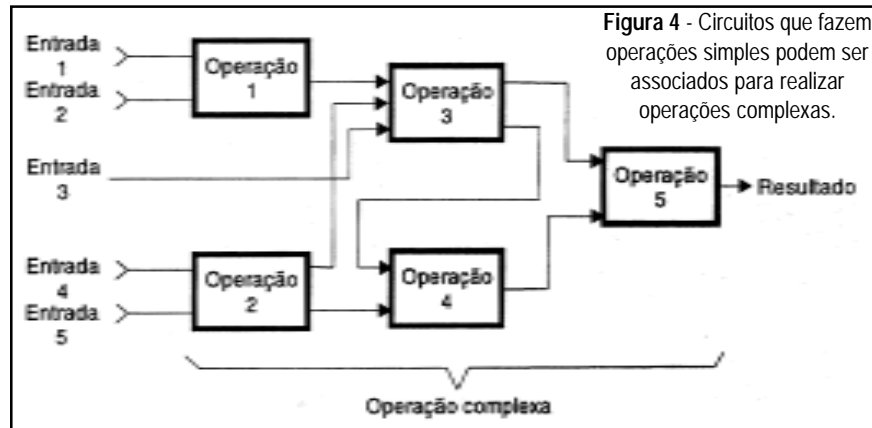 Figura 4 - Circuitos que fazem
operações simples podem ser
associados para realizar
operações complexas.
Entrada
1
Entrada
2
Entrada
3
Entrada
4
Entrada
5
Operação
1
Operação
2
Operação
3
Operação
4
Operação
5
Resultado
Operação complexa